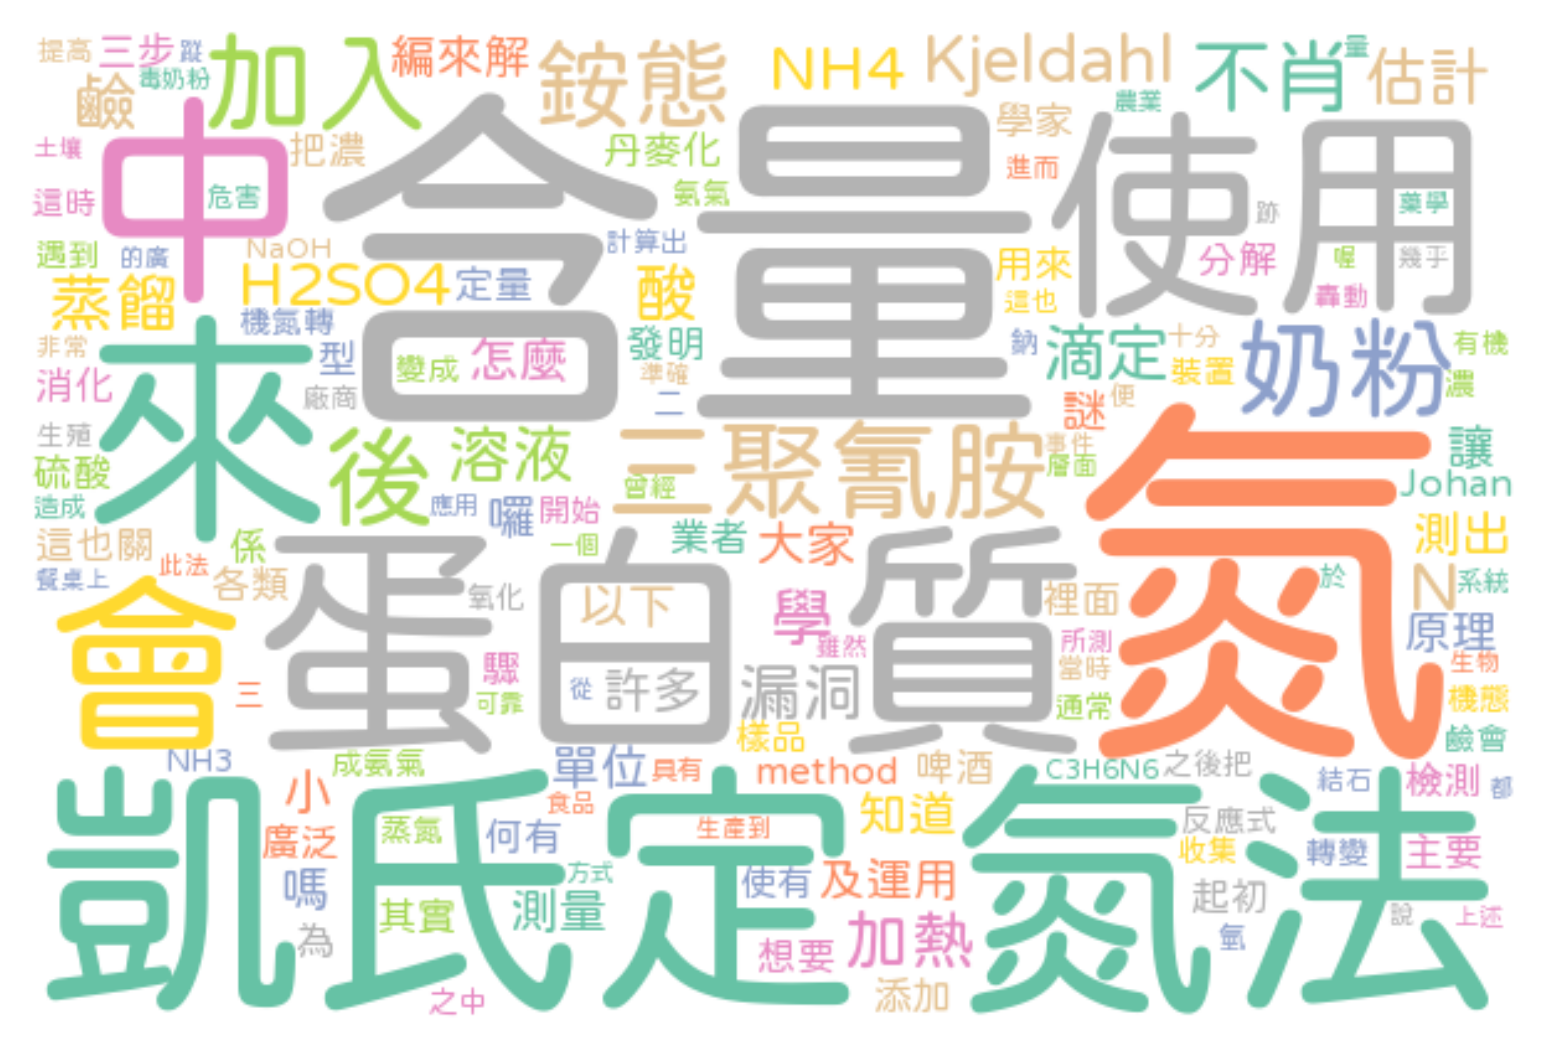 提高
三步
蹤
加入
編來解
銨態
NH4
Kjeldahl
不肖
量
估計
鹼
毒奶粉
中
把濃
含量
丹麥化
學家
農業
使用
土壤
這時
危害
氨氣
進而
跡
藥學
遇到
的廣
NaOH
計算出
用來
分解
喔
幾乎
蒸餾
H2SO4
定量
酸
這也
轟動
機氮轉
非常
來
型
變成
怎麼
發明
準確
鈉
滴定
十分
裝置
奶粉
有機
消化
廠商
二
謎
便
濃
生殖
後
溶液
三聚氰胺
事件
層面
氮
讓
硫酸
曾經
Johan
造成
應用
囉
開始
這也關
係
一個
業者
大家
測出
餐桌上
此法
各類
蛋白質
氧化
以下
學
雖然
裡面
於
N
系統
會
所測
原理
三
驟
可靠
從
許多
漏洞
當時
通常
生物
機態
樣品
鹼會
NH3
成氨氣
單位
具有
method
啤酒
C3H6N6
之後把
結石
檢測
都
小
食品
凱氏定氮法
廣泛
蒸氮
何有
生產到
知道
反應式
收集
轉變
主要
嗎
方式
使有
及運用
其實
測量
起初
說
上述
為
想要
加熱
氫
之中
添加